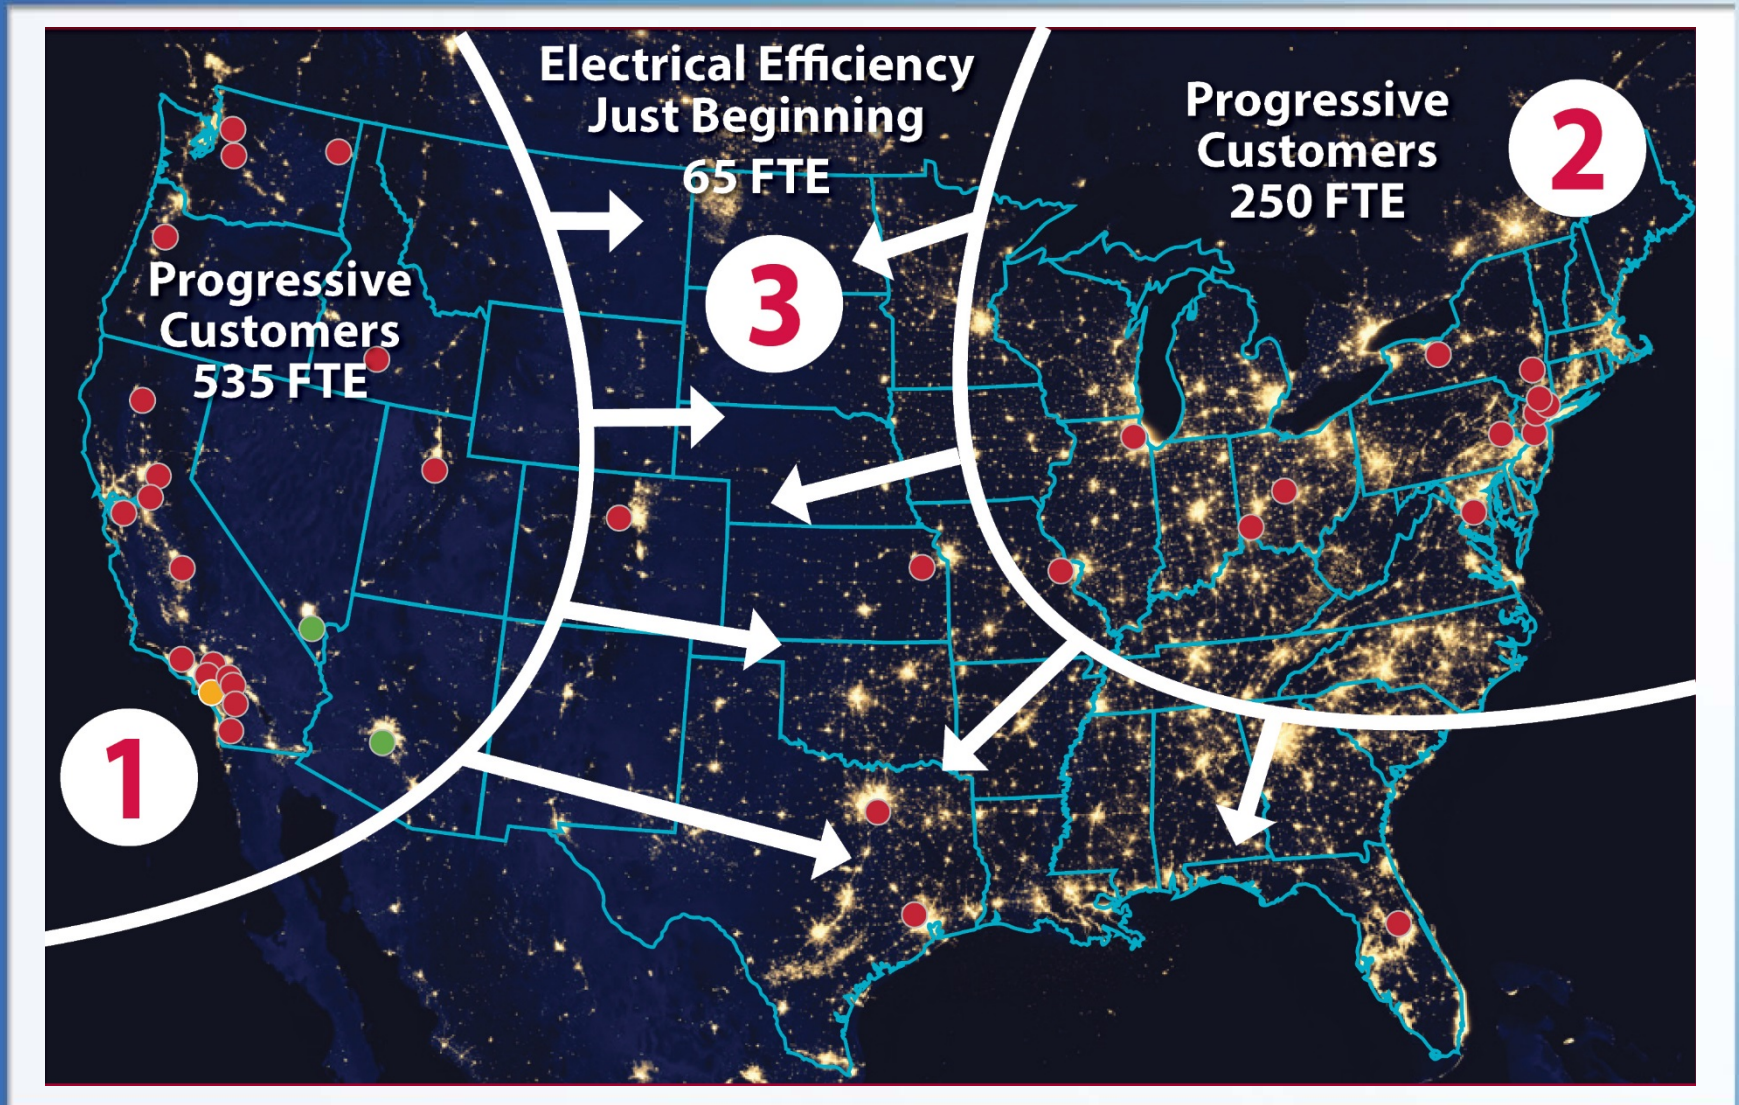 Electrical Efficiency
Just Beginning
65 FTE
3
Progressive
Customers
250 FTE
2
Progressive
Customers
535 FTE
1